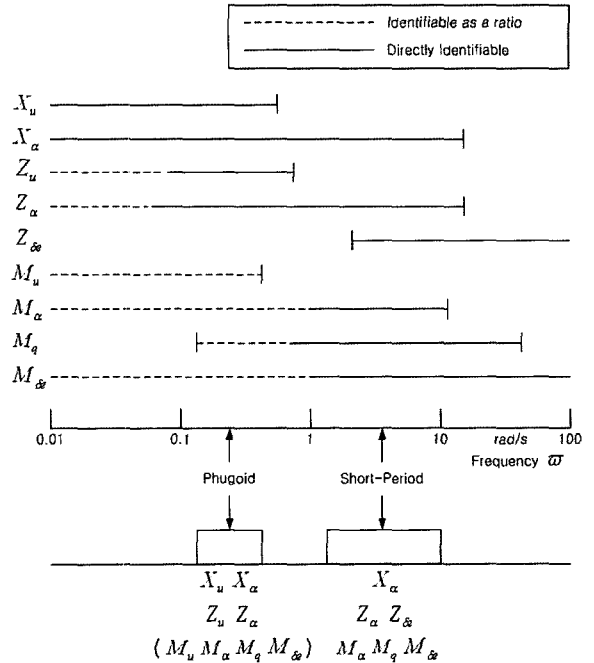 Identifiable as a ratio
Directly Identifiable
X_u
X_α
Z_u
Z_α
Z_δe
M_u
M_α
M_q
M_δe
0.01 0.1 1 10 rad/s 100
Frequency ϖ
Phugoid Short-Period
X_u X_α X_α
Z_u Z_α Z_α Z_δe
( M_u M_α M_q M_δe ) M_α M_q M_δe